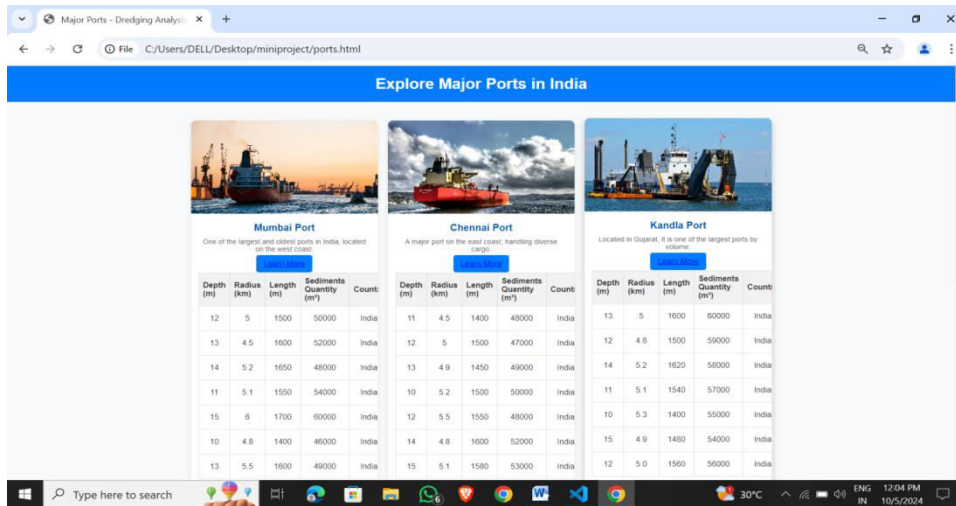 Major Ports - Dredging Analysis
File C:/Users/DELL/Desktop/miniproject/ports.html
Explore Major Ports in India
Mumbai Port
One of the largest and oldest ports in India, located
on the west coast.
Learn More
Depth (m) Radius (km) Length (m) Sediments Quantity (m³) Count
12 5 1500 50000 India
13 4.5 1600 52000 India
14 5.2 1650 48000 India
11 5.1 1550 54000 India
15 6 1700 60000 India
10 4.8 1400 46000 India
13 5.5 1600 49000 India
Chennai Port
A major port on the east coast, handling diverse
cargo.
Learn More
Depth (m) Radius (km) Length (m) Sediments Quantity (m³) Count
11 4.5 1400 48000 India
12 5 1500 47000 India
13 4.9 1450 49000 India
10 5.2 1500 50000 India
12 5.5 1550 48000 India
14 4.8 1600 52000 India
15 5.1 1580 53000 India
Kandla Port
Located in Gujarat, it is one of the largest ports by
volume.
Learn More
Depth (m) Radius (km) Length (m) Sediments Quantity (m³) Count
13 5 1600 60000 India
12 4.8 1500 59000 India
14 5.2 1620 58000 India
11 5.1 1540 57000 India
10 5.3 1400 55000 India
15 4.9 1480 54000 India
12 5.0 1560 56000 India
Type here to search
6
30°C
ENG
IN
12:04 PM
10/5/2024